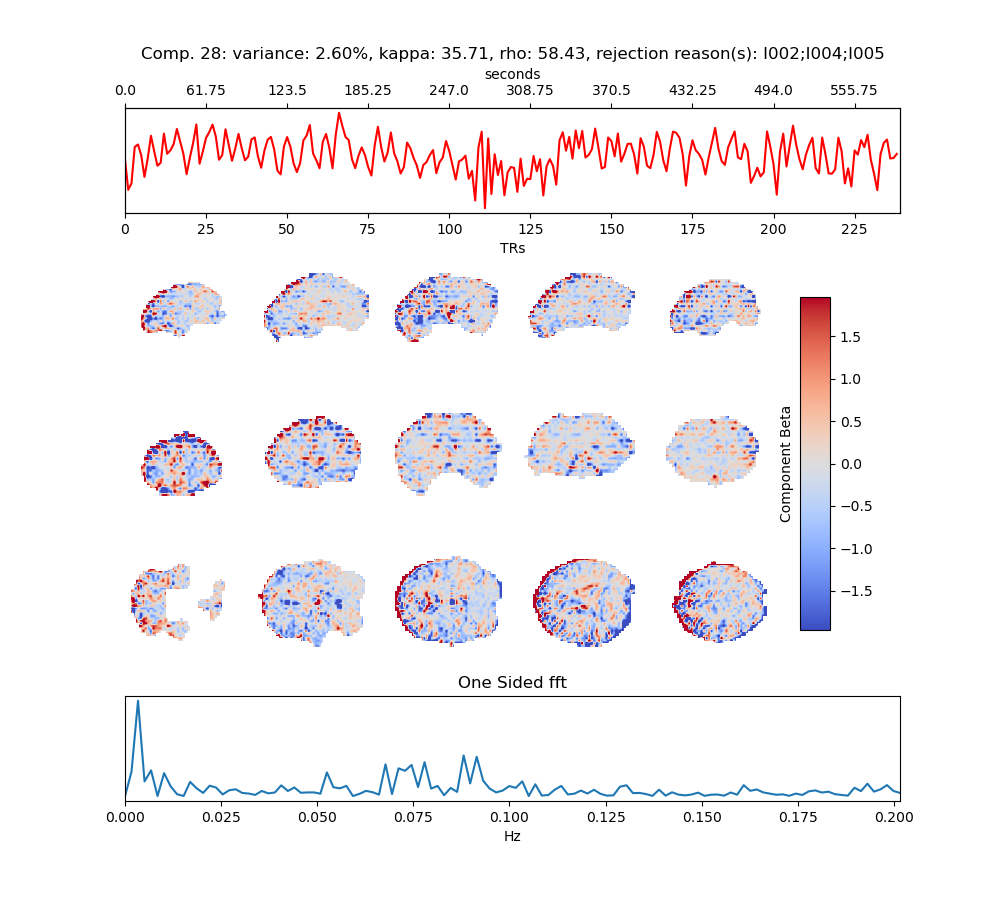 Comp. 28: variance: 2.60%, kappa: 35.71, rho: 58.43, rejection reason(s): I002;I004;I005
seconds
0.0 61.75 123.5 185.25 247.0 308.75 370.5 432.25 494.0 555.75
0 25 50 75 100 125 150 175 200 225
TRs
1.5
1.0
0.5
0.0
−0.5
−1.0
−1.5
Component Beta
One Sided fft
0.000 0.025 0.050 0.075 0.100 0.125 0.150 0.175 0.200
Hz